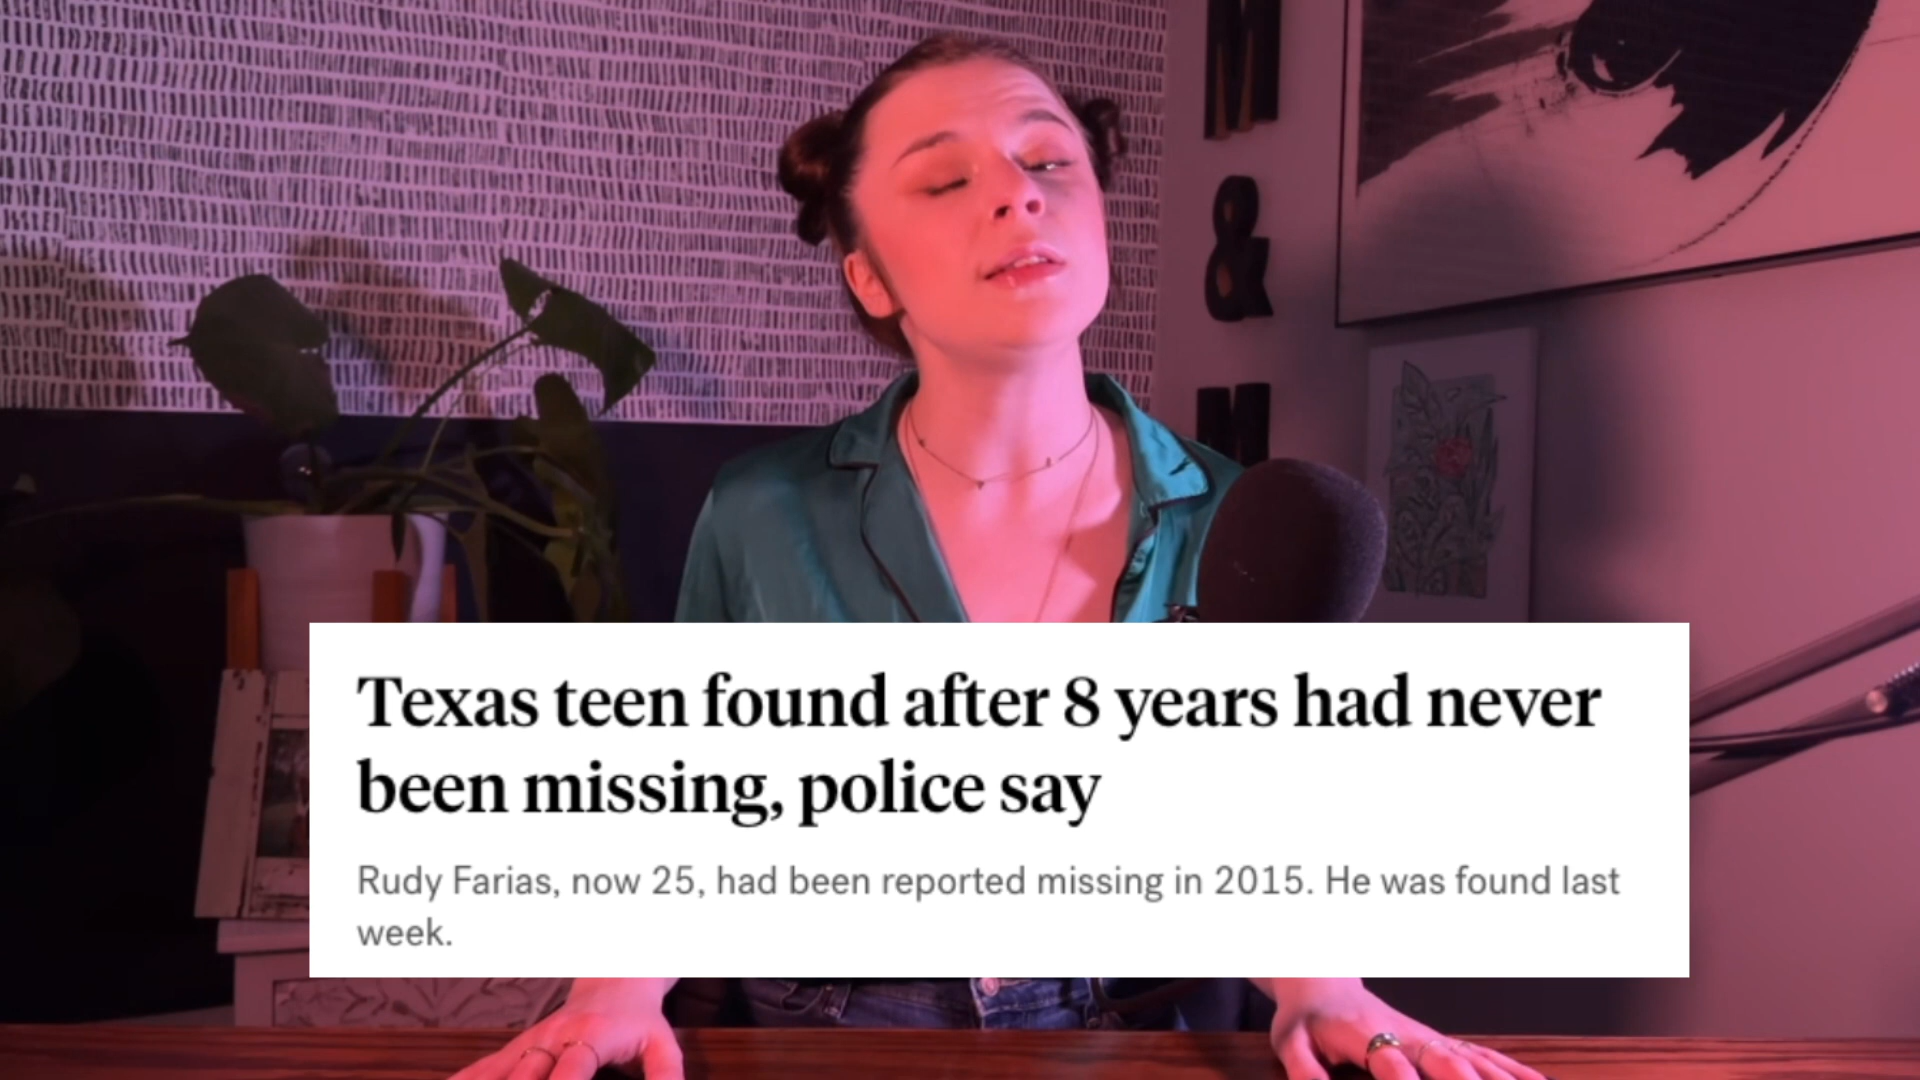 M
&
Texas teen found after 8 years had never
been missing, police say
Rudy Farias, now 25, had been reported missing in 2015. He was found last
week.